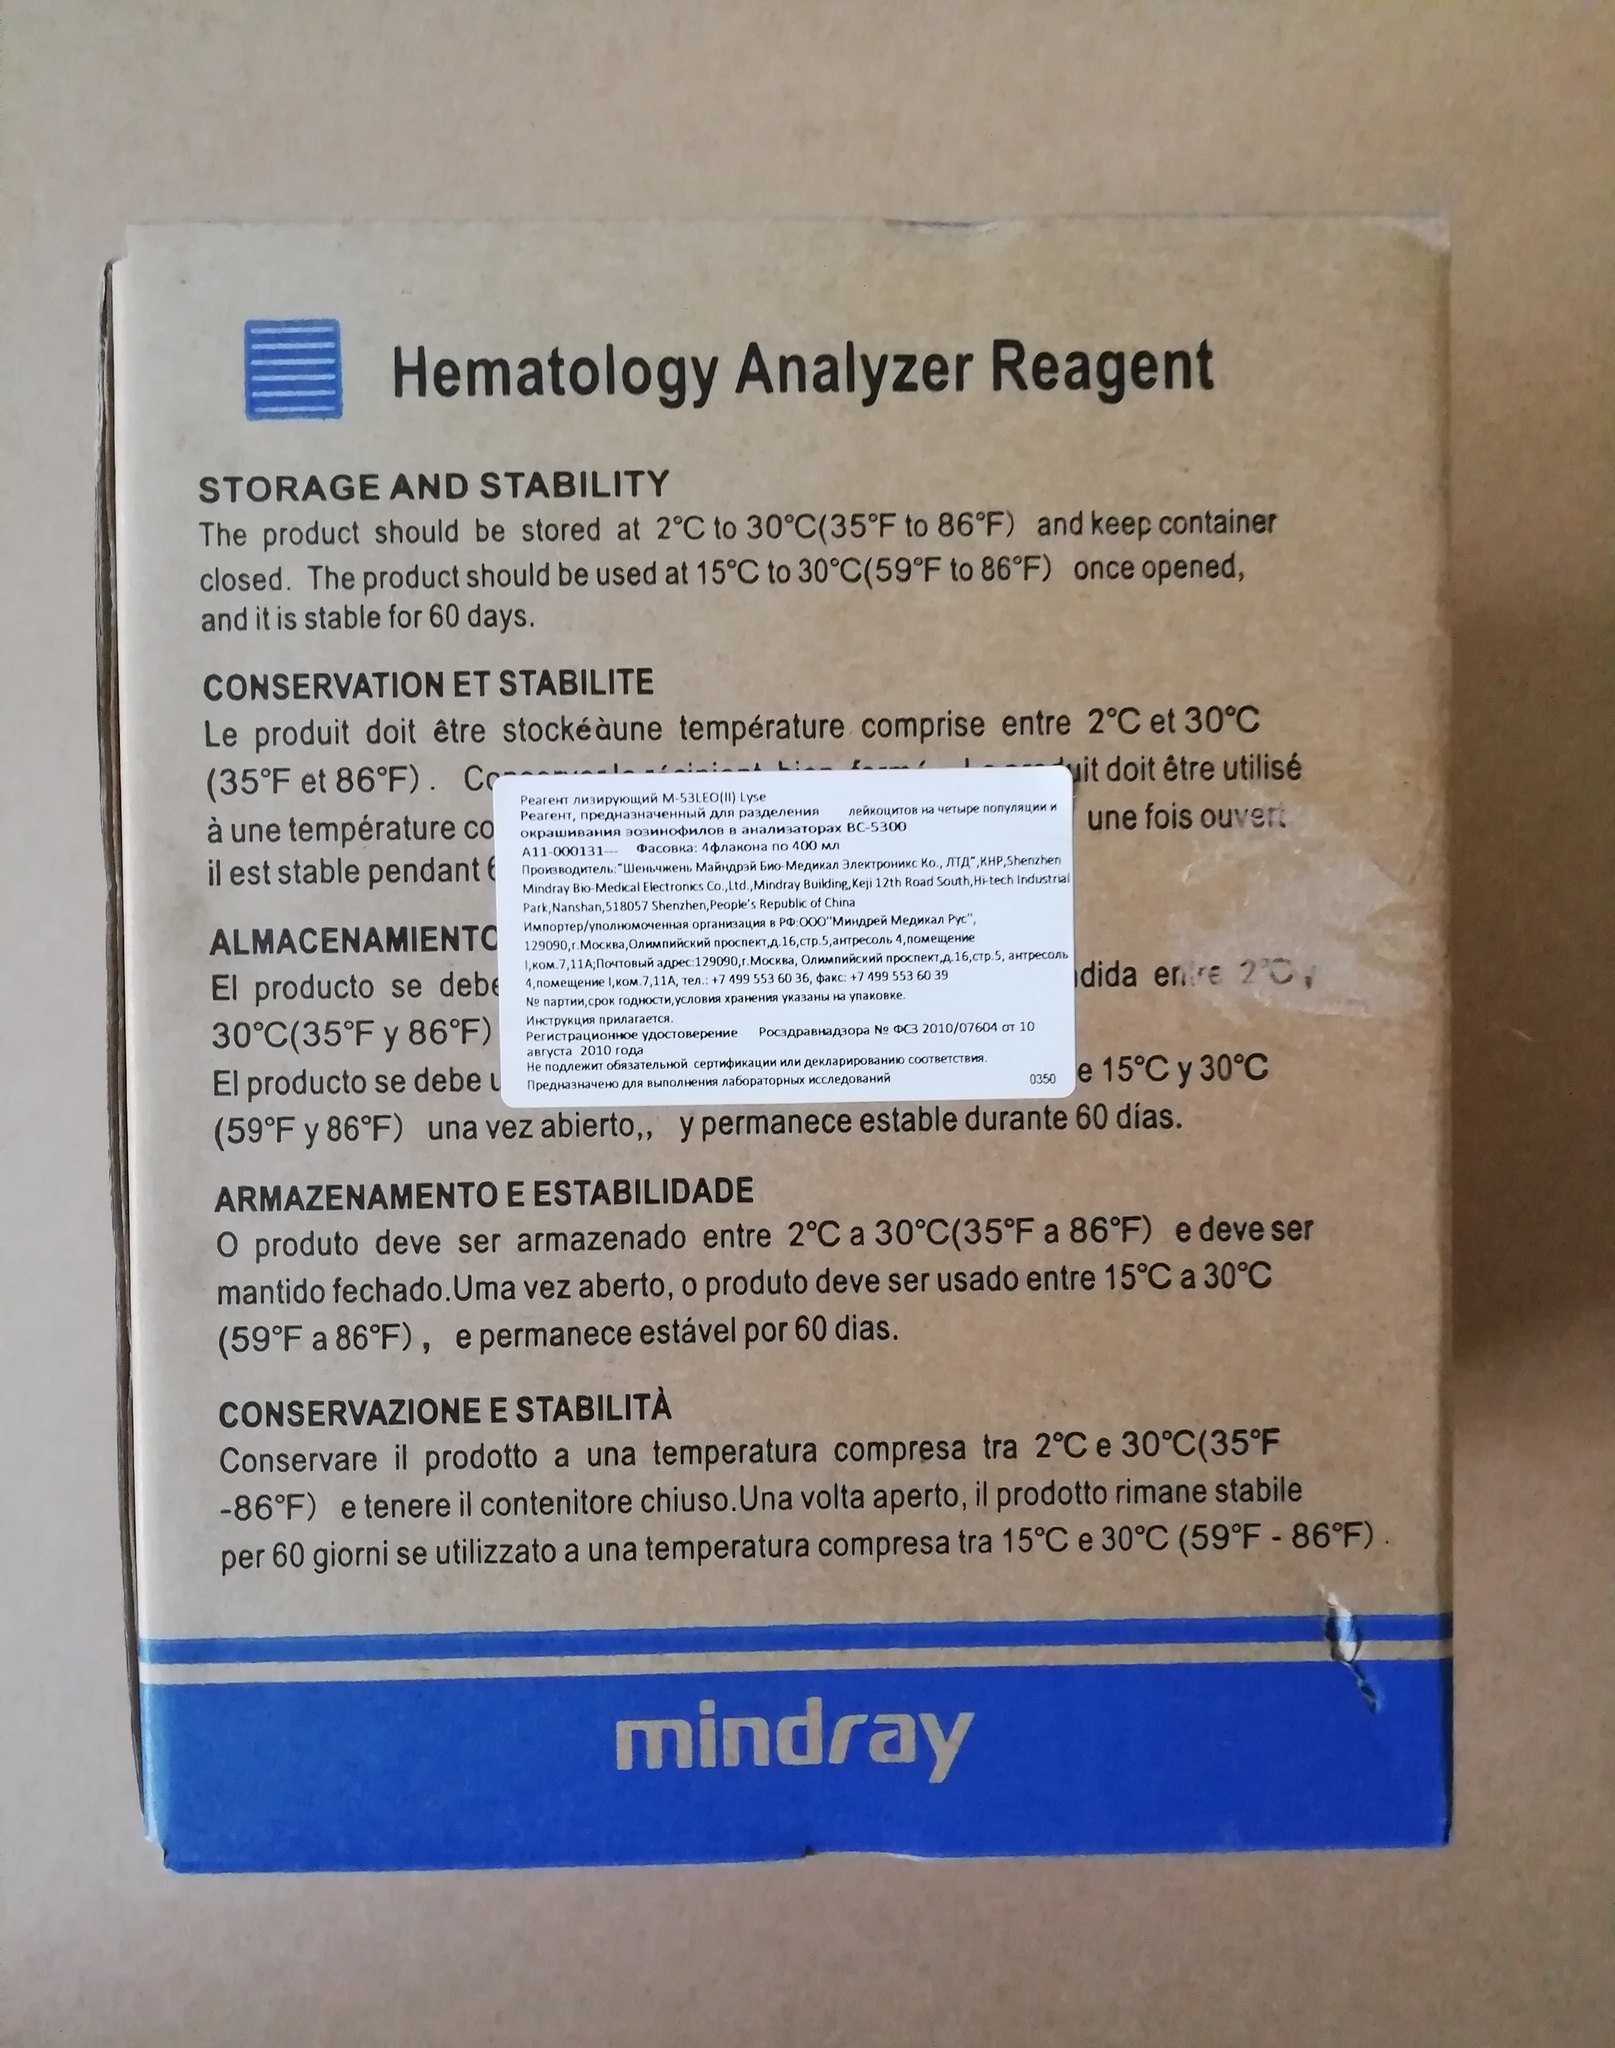 Hematology Analyzer Reagent
STORAGE AND STABILITY
The product should be stored at 2°C to 30°C(35°F to 86°F) and keep container
closed. The product should be used at 15°C to 30°C(59°F to 86°F) once opened,
and it is stable for 60 days.
CONSERVATION ET STABILITE
Le produit doit être stockéàune température comprise entre 2°C et 30°C
(35°F et 86°F). doit être utilisé
à une température une fois ouvert
il est stable pendant
Реагент лизирующий M-53LEO(II) Lyse
Реагент, предназначенный для разделения лейкоцитов на четыре популяции и
окрашивания эозинофилов в анализаторах BC-5300
A11-000131--- Фасовка: 4флакона по 400 мл
Производитель:"Шеньчжень Майндрэй Био-Медикал Электроникс Ко., ЛТД",КНР,Shenzhen
Mindray Bio-Medical Electronics Co.,Ltd.,Mindray Building,Keji 12th Road South,Hi-tech Industrial
Park,Nanshan,518057 Shenzhen,People's Republic of China
Импортер/уполномоченная организация в РФ:ООО"Миндрей Медикал Рус",
129090,г.Москва,Олимпийский проспект,д.16,стр.5,антресоль 4,помещение
I,ком.7,11А;Почтовый адрес:129090,г.Москва, Олимпийский проспект,д.16,стр.5, антресоль
4,помещение I,ком.7,11А, тел.: +7 499 553 60 36, факс: +7 499 553 60 39
№ партии,срок годности,условия хранения указаны на упаковке.
Инструкция прилагается.
Регистрационное удостоверение Росздравнадзора № ФСЗ 2010/07604 от 10
августа 2010 года
Не подлежит обязательной сертификации или декларированию соответствия.
Предназначено для выполнения лабораторных исследований 0350
ALMACENAMIENTO
El producto se debe entre 2°C y
30°C(35°F y 86°F)
El producto se debe 15°C y 30°C
(59°F y 86°F) una vez abierto,, y permanece estable durante 60 días.
ARMAZENAMENTO E ESTABILIDADE
O produto deve ser armazenado entre 2°C a 30°C(35°F a 86°F) e deve ser
mantido fechado.Uma vez aberto, o produto deve ser usado entre 15°C a 30°C
(59°F a 86°F), e permanece estável por 60 dias.
CONSERVAZIONE E STABILITÀ
Conservare il prodotto a una temperatura compresa tra 2°C e 30°C(35°F
-86°F) e tenere il contenitore chiuso.Una volta aperto, il prodotto rimane stabile
per 60 giorni se utilizzato a una temperatura compresa tra 15°C e 30°C (59°F - 86°F).
mindray